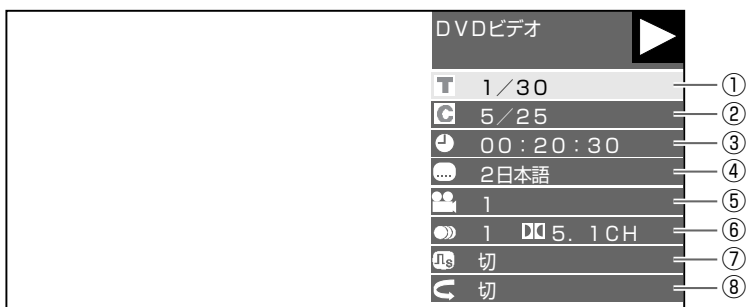 DVDビデオ
T 1／30 ①
C 5／25 ②
00：20：30 ③
.... 2日本語 ④
1 ⑤
1 5．1CH ⑥
S 切 ⑦
切 ⑧